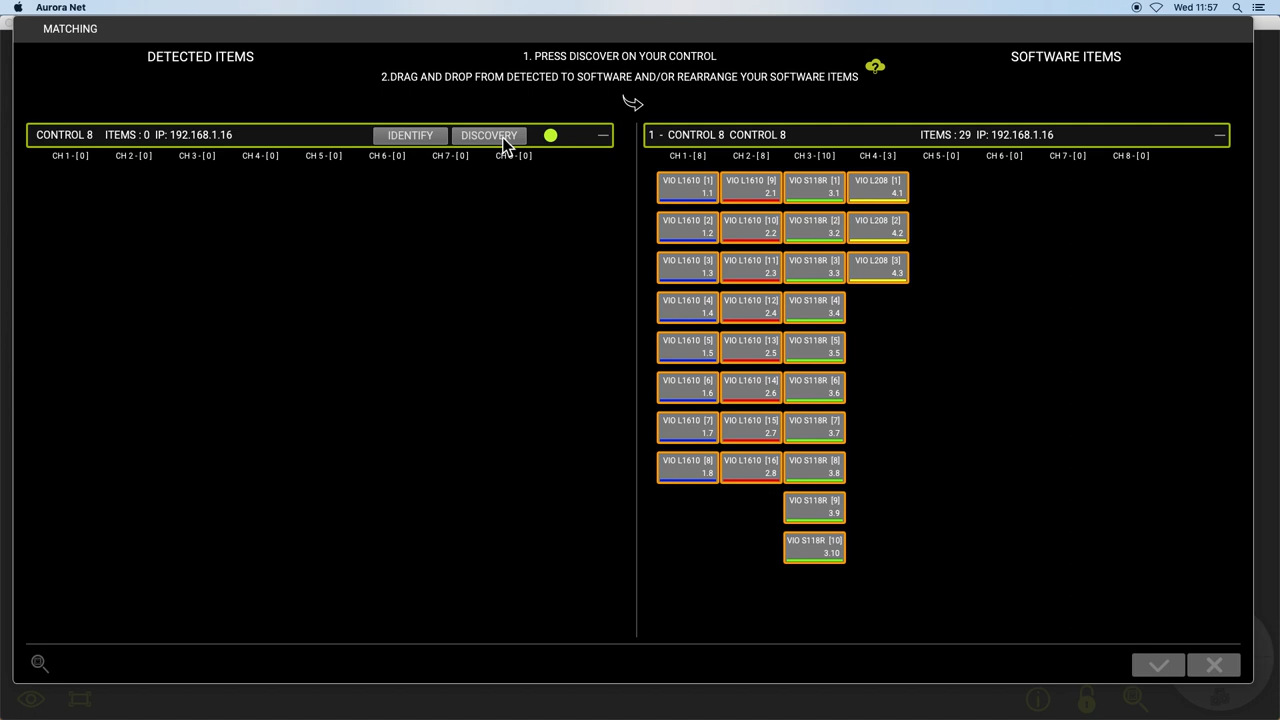 Aurora Net
Wed 11:57
MATCHING
DETECTED ITEMS
1. PRESS DISCOVER ON YOUR CONTROL
SOFTWARE ITEMS
2.DRAG AND DROP FROM DETECTED TO SOFTWARE AND/OR REARRANGE YOUR SOFTWARE ITEMS
CONTROL 8 ITEMS : 0 IP: 192.168.1.16 IDENTIFY DISCOVERY
1 - CONTROL 8 CONTROL 8 ITEMS : 29 IP: 192.168.1.16
CH 1 - [ 0 ] CH 2 - [ 0 ] CH 3 - [ 0 ] CH 4 - [ 0 ] CH 5 - [ 0 ] CH 6 - [ 0 ] CH 7 - [ 0 ] - [ 0 ]
CH 1 - [ 8 ] CH 2 - [ 8 ] CH 3 - [ 10 ] CH 4 - [ 3 ] CH 5 - [ 0 ] CH 6 - [ 0 ] CH 7 - [ 0 ] CH 8 - [ 0 ]
VIO L1610 [1] VIO L1610 [9] VIO S118R [1] VIO L208 [1]
1.1 2.1 3.1 4.1
VIO L1610 [2] VIO L1610 [10] VIO S118R [2] VIO L208 [2]
1.2 2.2 3.2 4.2
VIO L1610 [3] VIO L1610 [11] VIO S118R [3] VIO L208 [3]
1.3 2.3 3.3 4.3
VIO L1610 [4] VIO L1610 [12] VIO S118R [4]
1.4 2.4 3.4
VIO L1610 [5] VIO L1610 [13] VIO S118R [5]
1.5 2.5 3.5
VIO L1610 [6] VIO L1610 [14] VIO S118R [6]
1.6 2.6 3.6
VIO L1610 [7] VIO L1610 [15] VIO S118R [7]
1.7 2.7 3.7
VIO L1610 [8] VIO L1610 [16] VIO S118R [8]
1.8 2.8 3.8
VIO S118R [9]
3.9
VIO S118R [10]
3.10